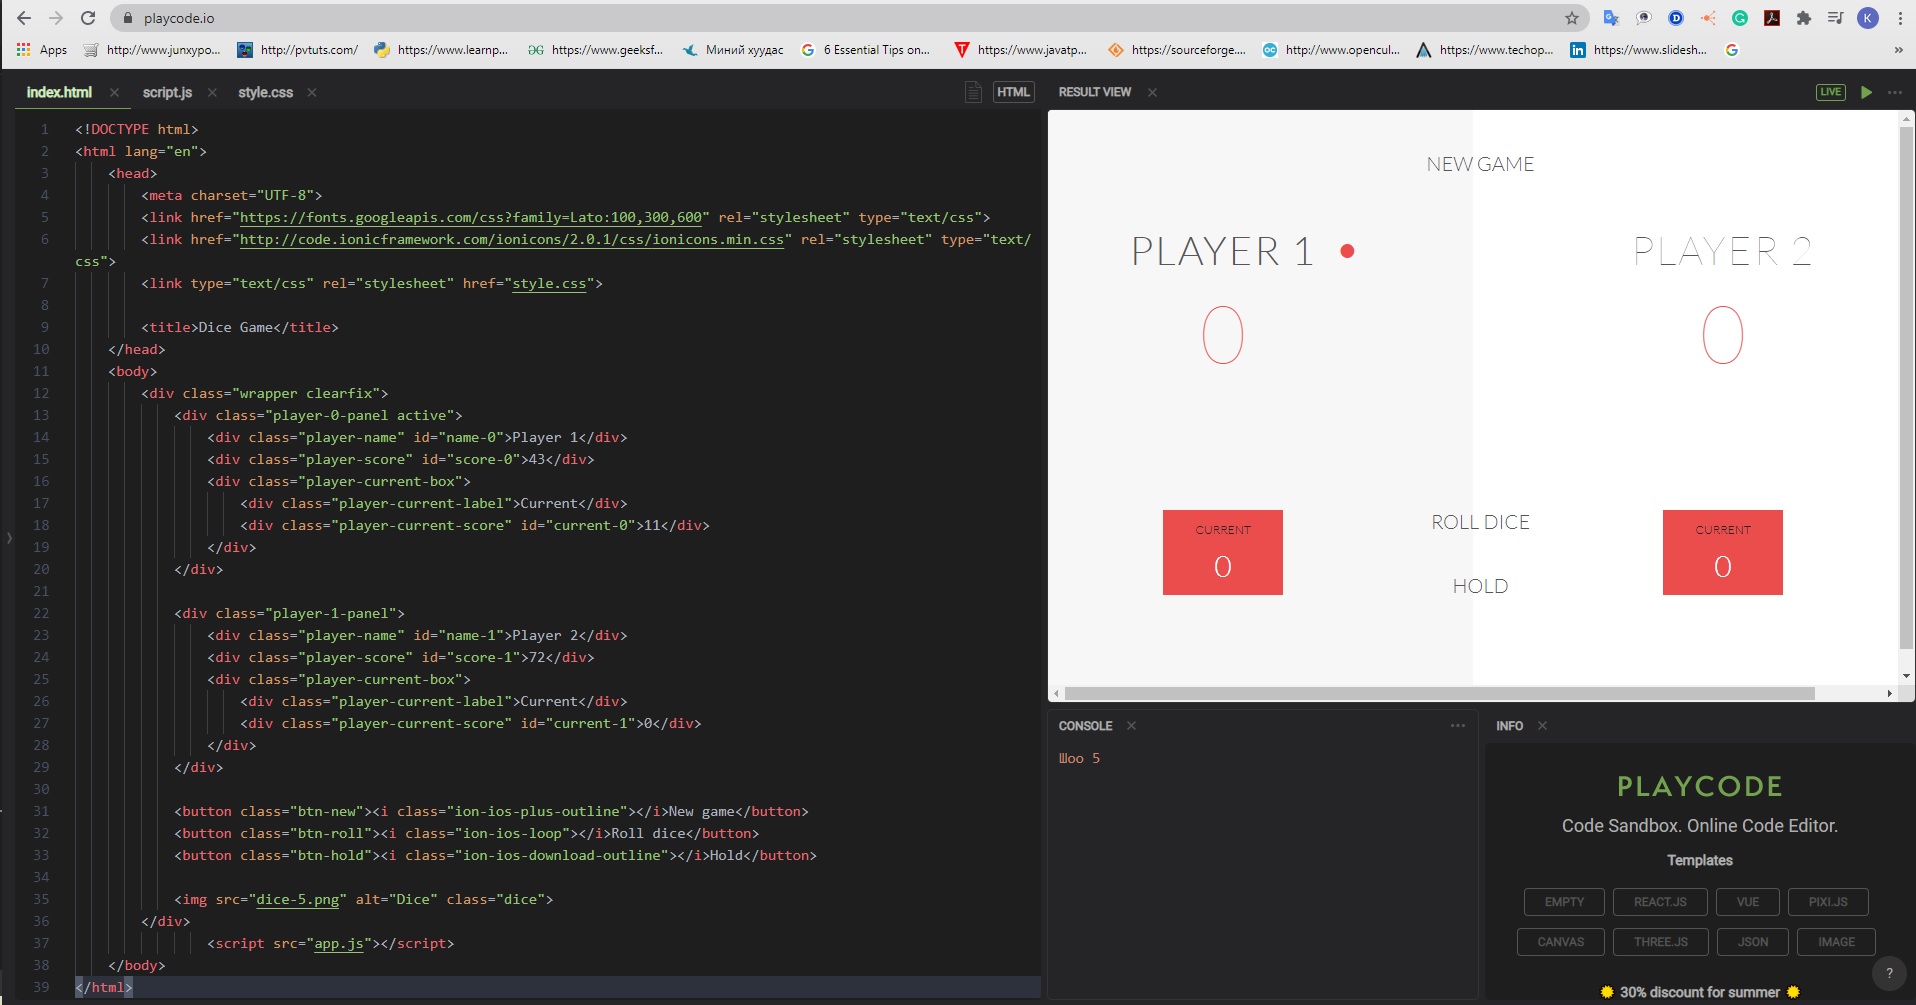 playcode.io
Apps
http://www.junxypo...
http://pvtuts.com/
https://www.learnp...
https://www.geeksf...
Миний хуудас
6 Essential Tips on...
https://www.javatp...
https://sourceforge....
http://www.opencul...
https://www.techop...
https://www.slidesh...
»
index.html
script.js
style.css
HTML
1 <!DOCTYPE html>
2 <html lang="en">
3 <head>
4 <meta charset="UTF-8">
5 <link href="https://fonts.googleapis.com/css?family=Lato:100,300,600" rel="stylesheet" type="text/css">
6 <link href="http://code.ionicframework.com/ionicons/2.0.1/css/ionicons.min.css" rel="stylesheet" type="text/
css">
7 <link type="text/css" rel="stylesheet" href="style.css">
8
9 <title>Dice Game</title>
10 </head>
11 <body>
12 <div class="wrapper clearfix">
13 <div class="player-0-panel active">
14 <div class="player-name" id="name-0">Player 1</div>
15 <div class="player-score" id="score-0">43</div>
16 <div class="player-current-box">
17 <div class="player-current-label">Current</div>
18 <div class="player-current-score" id="current-0">11</div>
19 </div>
20 </div>
21
22 <div class="player-1-panel">
23 <div class="player-name" id="name-1">Player 2</div>
24 <div class="player-score" id="score-1">72</div>
25 <div class="player-current-box">
26 <div class="player-current-label">Current</div>
27 <div class="player-current-score" id="current-1">0</div>
28 </div>
29 </div>
30
31 <button class="btn-new"><i class="ion-ios-plus-outline"></i>New game</button>
32 <button class="btn-roll"><i class="ion-ios-loop"></i>Roll dice</button>
33 <button class="btn-hold"><i class="ion-ios-download-outline"></i>Hold</button>
34
35 <img src="dice-5.png" alt="Dice" class="dice">
36 </div>
37 <script src="app.js"></script>
38 </body>
39 </html>
RESULT VIEW
LIVE
NEW GAME
PLAYER 1
PLAYER 2
0
0
CURRENT
0
ROLL DICE
HOLD
CURRENT
0
CONSOLE
Шоо 5
INFO
PLAYCODE
Code Sandbox. Online Code Editor.
Templates
EMPTY
REACT.JS
VUE
PIXI.JS
CANVAS
THREE.JS
JSON
IMAGE
?
30% discount for summer